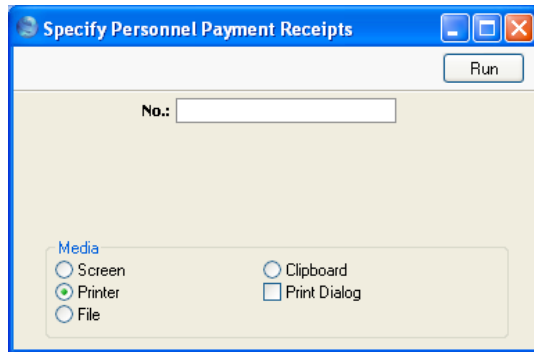 Specify Personnel Payment Receipts
Run
No.:
Media
Screen
Clipboard
Printer
Print Dialog
File